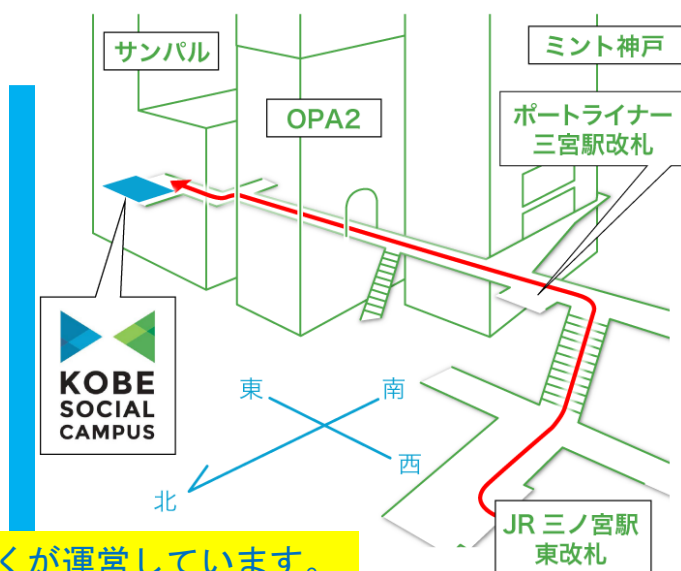 サンパル
ミント神戸
OPA2
ポートライナー
三宮駅改札
KOBE
SOCIAL
CAMPUS
東
南
西
北
JR 三ノ宮駅
東改札
くが運営しています。